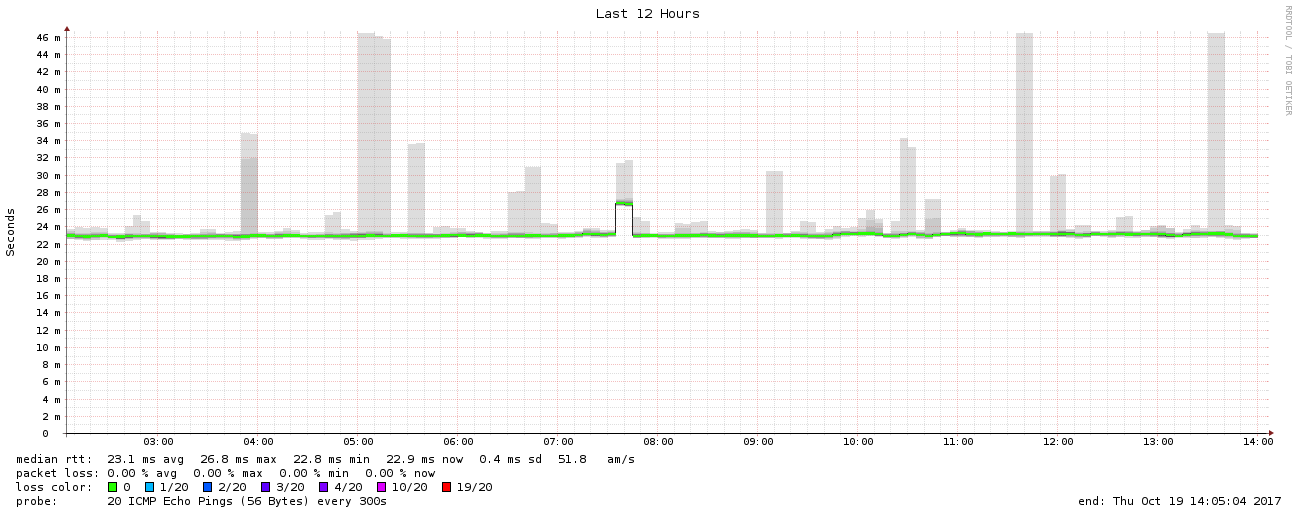 Last 12 Hours
RRDTOOL / TOBI OETIKER
Seconds
46 m
44 m
42 m
40 m
38 m
36 m
34 m
32 m
30 m
28 m
26 m
24 m
22 m
20 m
18 m
16 m
14 m
12 m
10 m
8 m
6 m
4 m
2 m
0
03:00 04:00 05:00 06:00 07:00 08:00 09:00 10:00 11:00 12:00 13:00 14:00
median rtt: 23.1 ms avg 26.8 ms max 22.8 ms min 22.9 ms now 0.4 ms sd 51.8 am/s
packet loss: 0.00 % avg 0.00 % max 0.00 % min 0.00 % now
loss color: 0 1/20 2/20 3/20 4/20 10/20 19/20
probe: 20 ICMP Echo Pings (56 Bytes) every 300s end: Thu Oct 19 14:05:04 2017